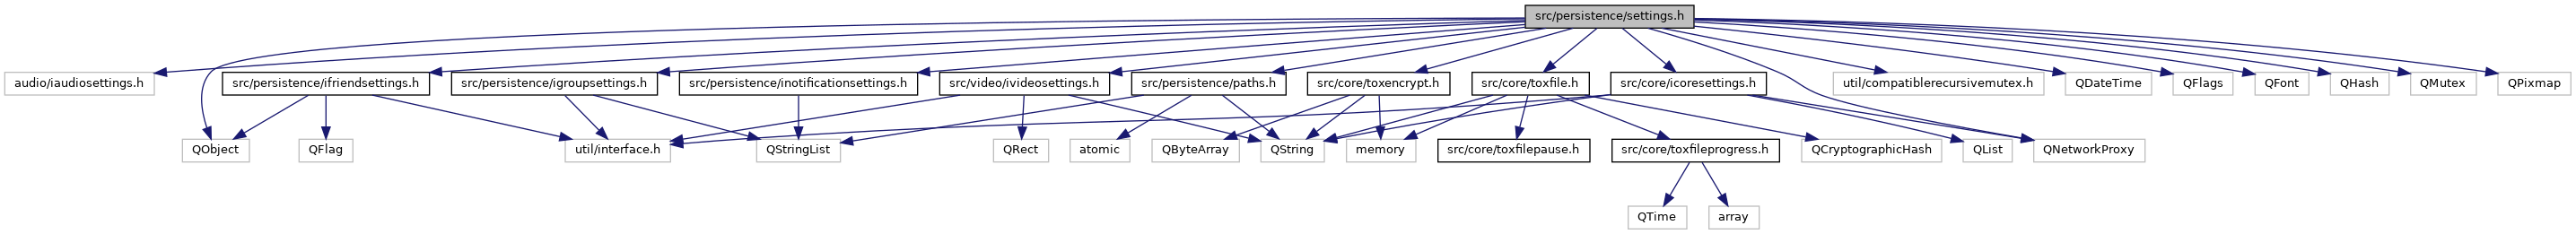 src/persistence/settings.h
audio/iaudiosettings.h
src/persistence/ifriendsettings.h
src/persistence/igroupsettings.h
src/persistence/inotificationsettings.h
src/video/ivideosettings.h
src/persistence/paths.h
src/core/toxencrypt.h
src/core/toxfile.h
src/core/icoresettings.h
util/compatiblerecursivemutex.h
QDateTime
QFlags
QFont
QHash
QMutex
QPixmap
QObject
QFlag
util/interface.h
QStringList
QRect
atomic
QByteArray
QString
memory
src/core/toxfilepause.h
src/core/toxfileprogress.h
QCryptographicHash
QList
QNetworkProxy
QTime
array